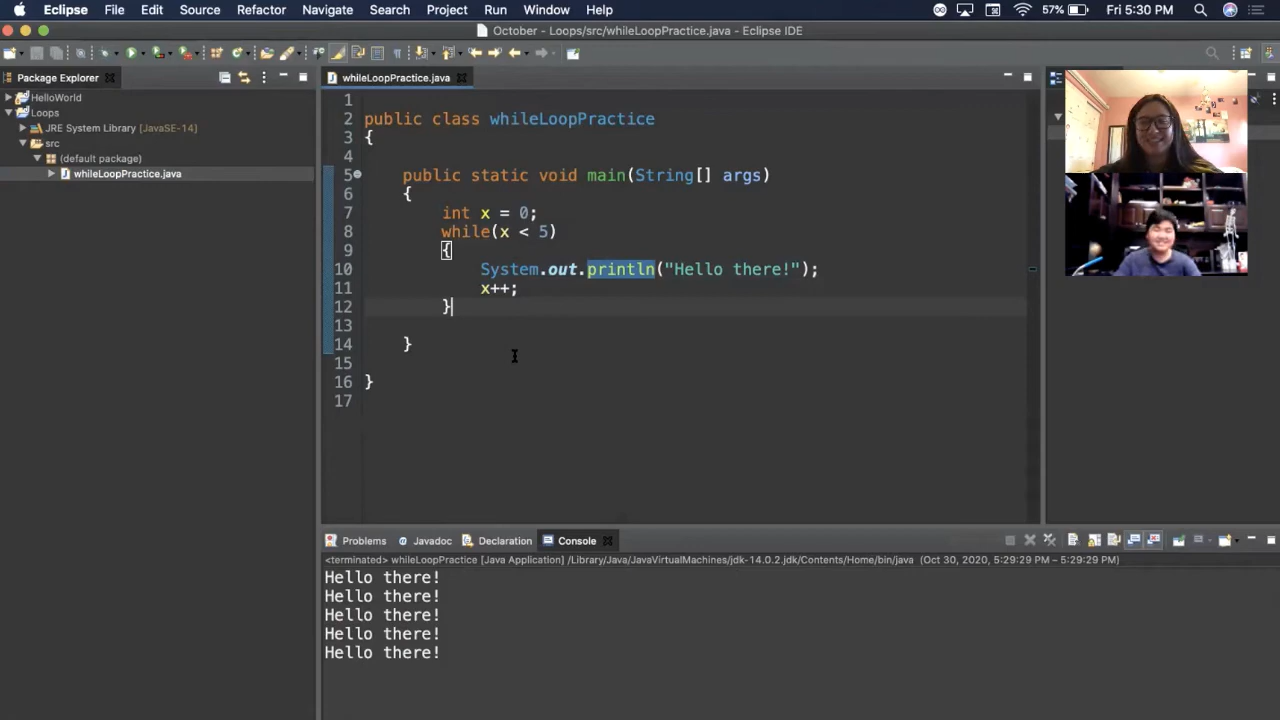 Eclipse File Edit Source Refactor Navigate Search Project Run Window Help 57% Fri 5:30 PM
October - Loops/src/whileLoopPractice.java - Eclipse IDE
Package Explorer
HelloWorld
Loops
JRE System Library [JavaSE-14]
src
(default package)
whileLoopPractice.java
whileLoopPractice.java
1
2 public class whileLoopPractice
3 {
4
5 public static void main(String[] args)
6 {
7 int x = 0;
8 while(x < 5)
9 {
10 System.out.println("Hello there!");
11 x++;
12 }
13
14 }
15
16 }
17
Problems Javadoc Declaration Console
<terminated> whileLoopPractice [Java Application] /Library/Java/JavaVirtualMachines/jdk-14.0.2.jdk/Contents/Home/bin/java (Oct 30, 2020, 5:29:29 PM – 5:29:29 PM)
Hello there!
Hello there!
Hello there!
Hello there!
Hello there!